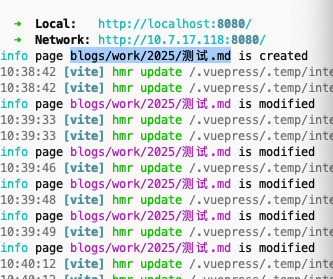 ➜ Local: http://localhost:8080/
➜ Network: http://10.7.17.118:8080/
info page blogs/work/2025/测试.md is created
10:38:42 [vite] hmr update /.vuepress/.temp/inte
10:38:42 [vite] hmr update /.vuepress/.temp/inte
info page blogs/work/2025/测试.md is modified
10:39:33 [vite] hmr update /.vuepress/.temp/inte
10:39:33 [vite] hmr update /.vuepress/.temp/inte
info page blogs/work/2025/测试.md is modified
10:39:46 [vite] hmr update /.vuepress/.temp/inte
info page blogs/work/2025/测试.md is modified
10:39:48 [vite] hmr update /.vuepress/.temp/inte
info page blogs/work/2025/测试.md is modified
10:39:49 [vite] hmr update /.vuepress/.temp/inte
info page blogs/work/2025/测试.md is modified
10:40:12 [vite] hmr update /.vuepress/.temp/inte